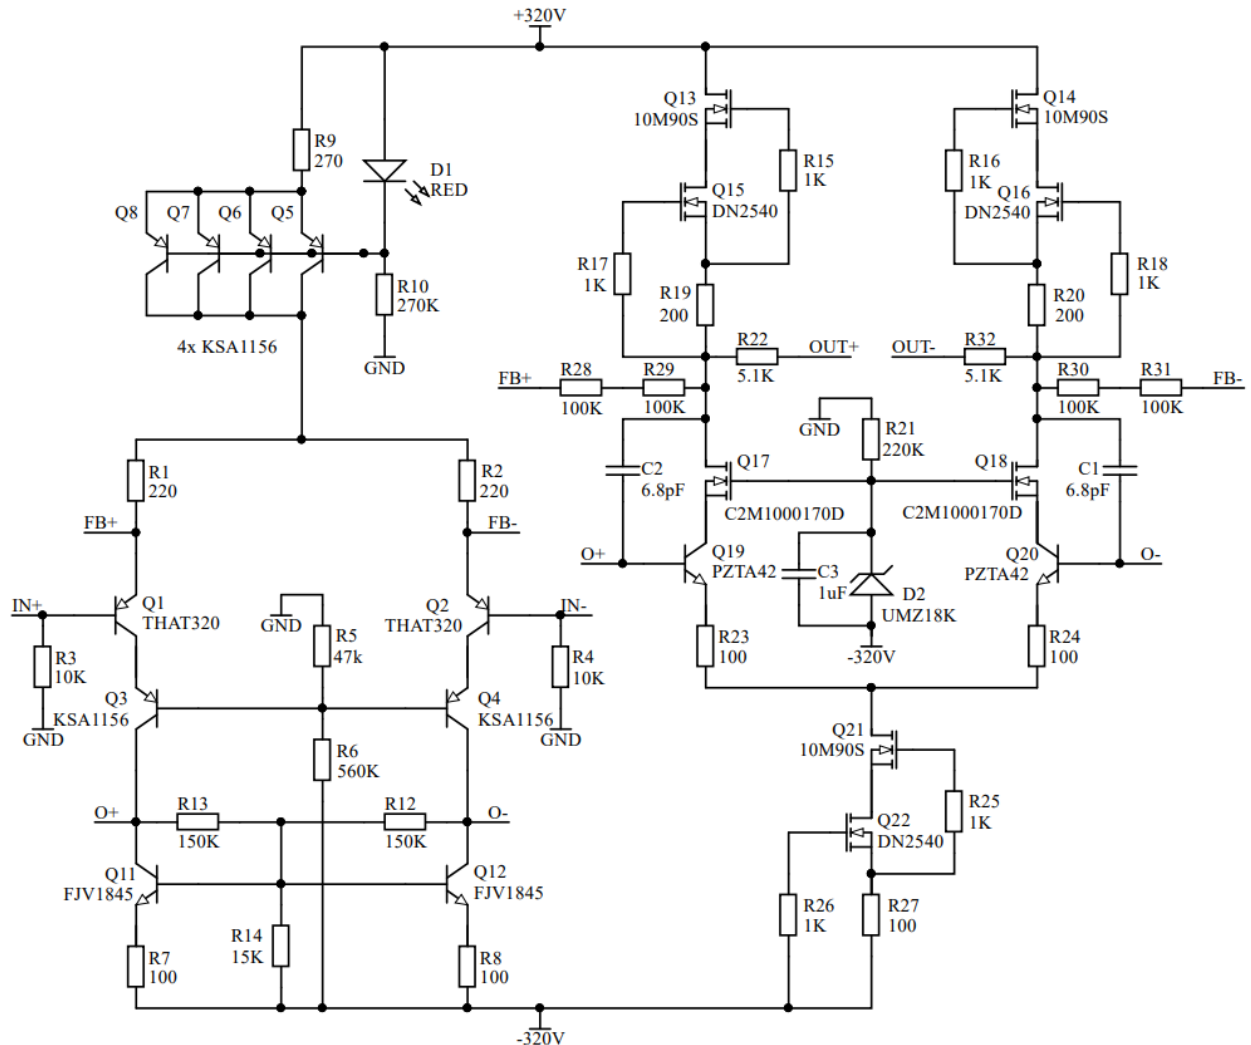 +320V
Q13
10M90S
Q14
10M90S
R9
270
D1
RED
R15
1K
R16
1K
Q15
DN2540
Q16
DN2540
Q8
Q7
Q6
Q5
R17
1K
R18
1K
R10
270K
R19
200
R20
200
4x KSA1156
GND
R22
5.1K
OUT+
OUT-
R32
5.1K
FB+
R28
100K
R29
100K
R30
100K
R31
100K
FB-
GND
R21
220K
R1
220
R2
220
C2
6.8pF
Q17
C2M1000170D
Q18
C2M1000170D
C1
6.8pF
FB+
FB-
O+
Q19
PZTA42
C3
1uF
D2
UMZ18K
Q20
PZTA42
O-
IN+
Q1
THAT320
Q2
THAT320
IN-
GND
R5
47k
R3
10K
R4
10K
R23
100
-320V
R24
100
Q3
KSA1156
Q4
KSA1156
GND
GND
R6
560K
Q21
10M90S
O+
R13
150K
R12
150K
O-
R25
1K
Q22
DN2540
Q11
FJV1845
Q12
FJV1845
R26
1K
R27
100
R14
15K
R7
100
R8
100
-320V